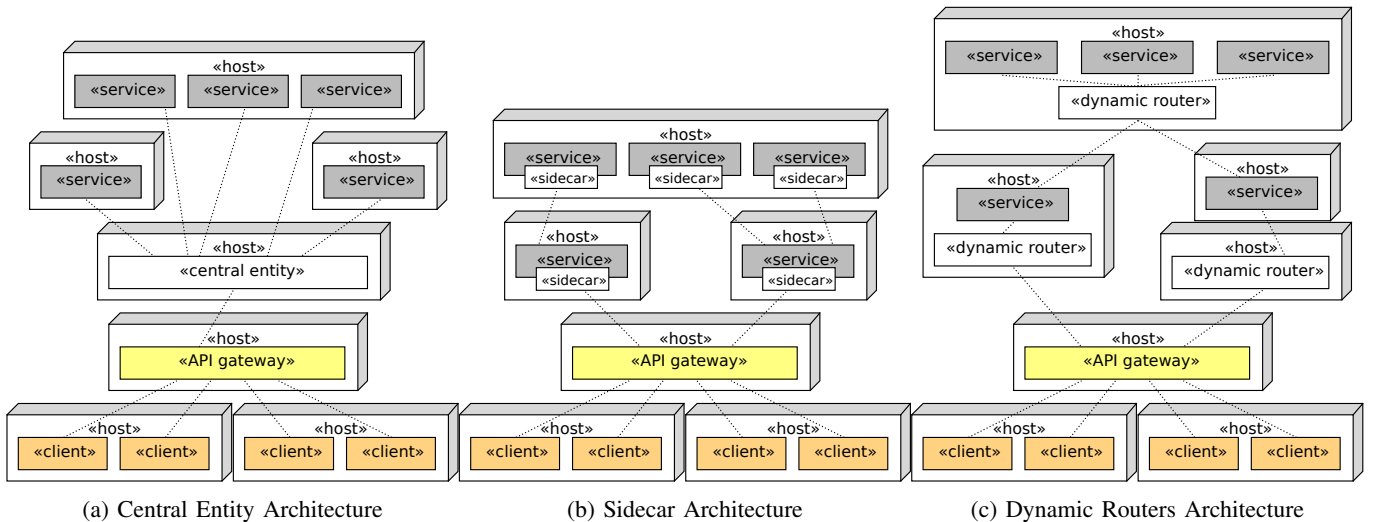 «host»
«service» «service» «service»
«host» «host»
«service» «service»
«host»
«central entity»
«host»
«API gateway»
«host» «host»
«client» «client» «client» «client»
(a) Central Entity Architecture
«host»
«service» «service» «service»
«sidecar» «sidecar» «sidecar»
«host» «host»
«service» «service»
«sidecar» «sidecar»
«host»
«API gateway»
«host» «host»
«client» «client» «client» «client»
(b) Sidecar Architecture
«host»
«service» «service» «service»
«dynamic router»
«host» «host»
«service» «service»
«dynamic router»
«host»
«dynamic router»
«host»
«API gateway»
«host» «host»
«client» «client» «client» «client»
(c) Dynamic Routers Architecture